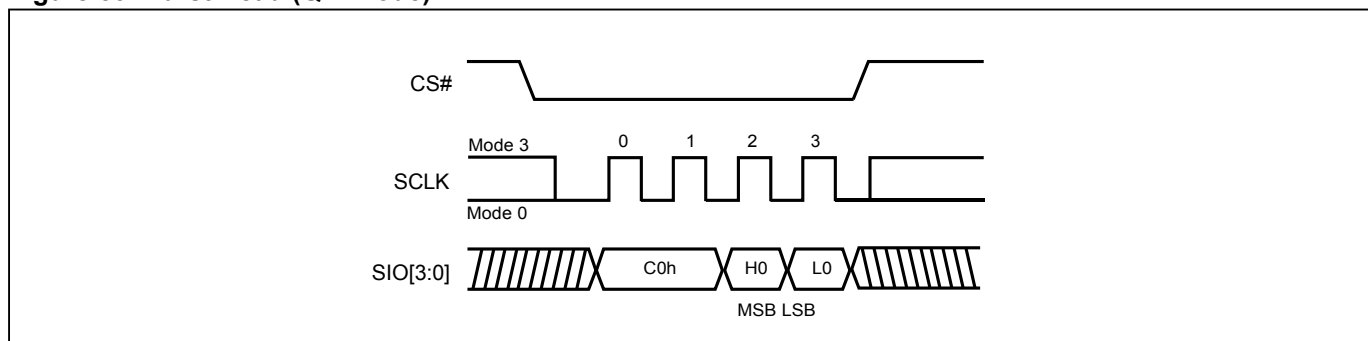 CS#
Mode 3 0 1 2 3
SCLK
Mode 0
SIO[3:0] C0h H0 L0
MSB LSB